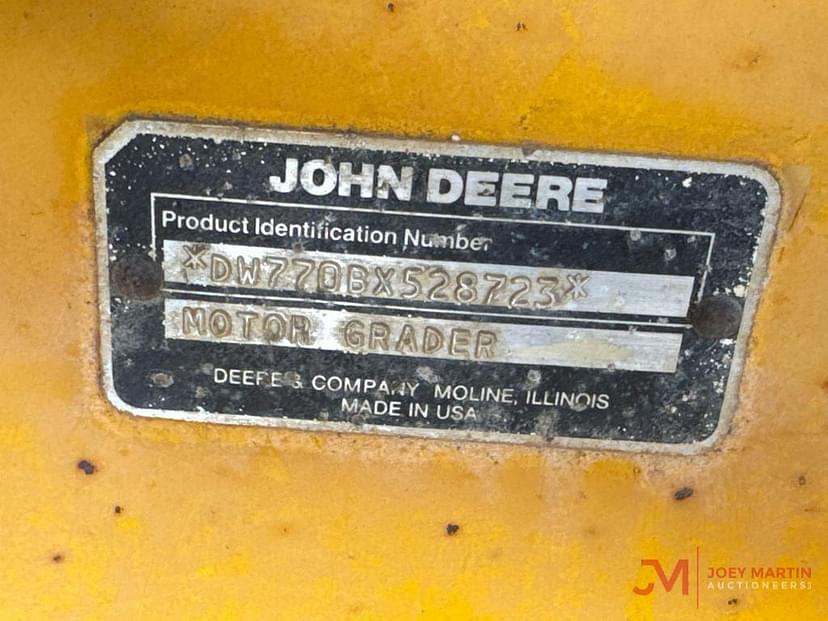 JOHN DEERE
Product Identification Number
*DW770BX528723*
MOTOR GRADER
DEERE & COMPANY MOLINE, ILLINOIS
MADE IN USA
JM JOEY MARTIN
AUCTIONEERS